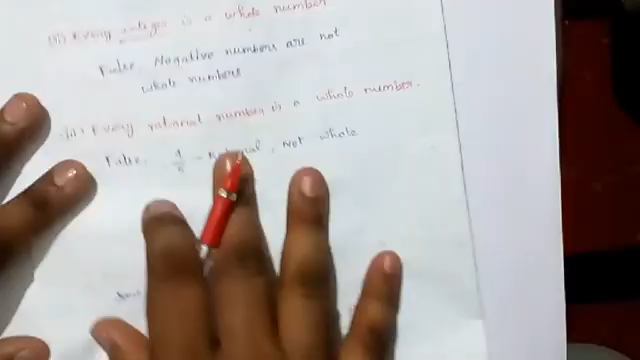 (ii) Every integer is a whole number
False, Negative numbers are not
whole numbers
(iii) Every rational number is a whole number.
False, - Rational, Not whole